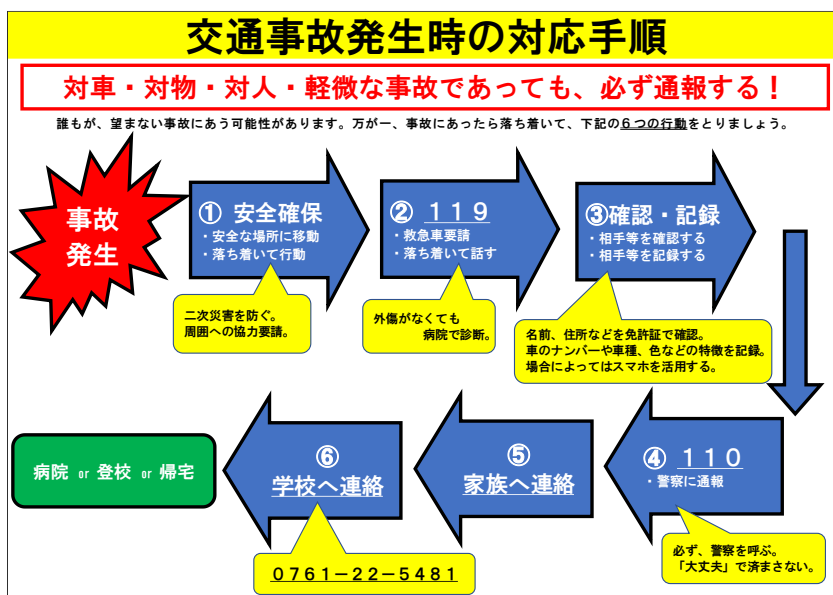 交通事故発生時の対応手順
対車・対物・対人・軽微な事故であっても、必ず通報する！
誰もが、望まない事故にあう可能性があります。万が一、事故にあったら落ち着いて、下記の６つの行動をとりましょう。
事故
発生
① 安全確保
・安全な場所に移動
・落ち着いて行動
二次災害を防ぐ。
周囲への協力要請。
② １１９
・救急車要請
・落ち着いて話す
外傷がなくても
病院で診断。
③確認・記録
・相手等を確認する
・相手等を記録する
名前、住所などを免許証で確認。
車のナンバーや車種、色などの特徴を記録。
場合によってはスマホを活用する。
④ １１０
・警察に通報
必ず、警察を呼ぶ。
「大丈夫」で済まさない。
⑤
家族へ連絡
⑥
学校へ連絡
０７６１－２２－５４８１
病院 or 登校 or 帰宅